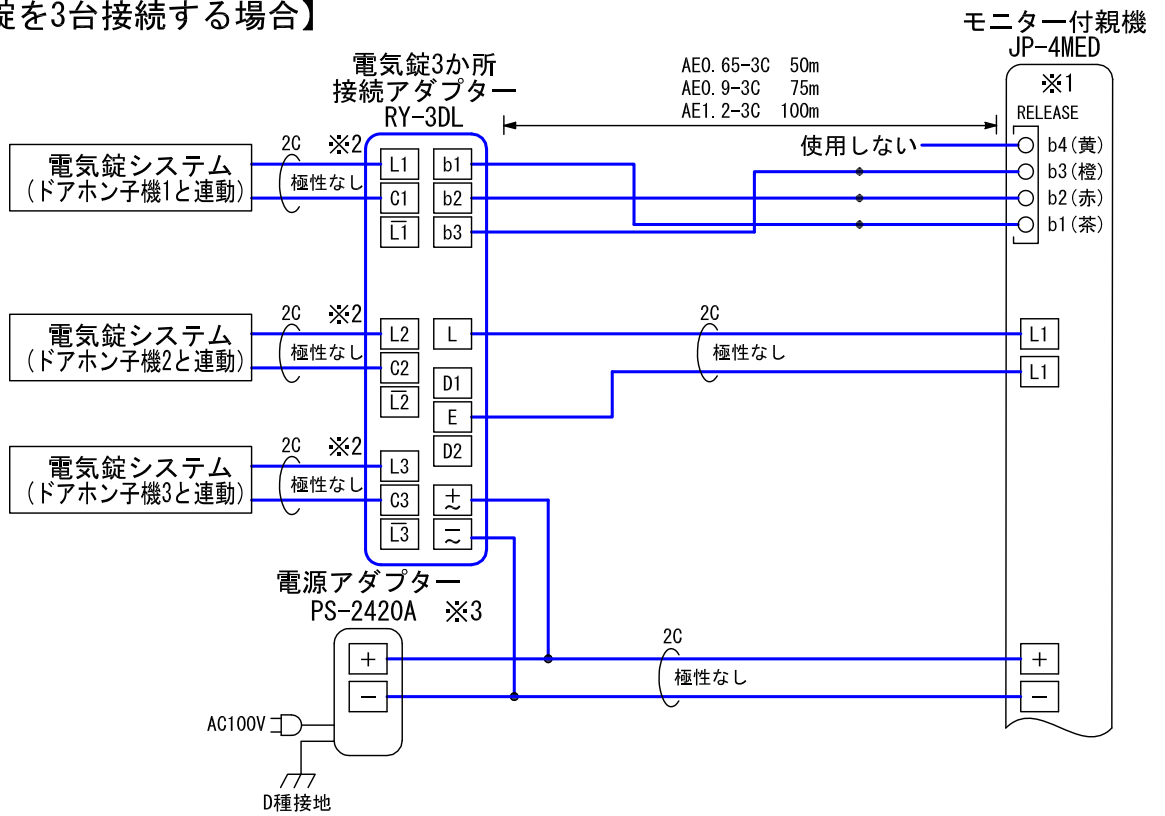 錠を3台接続する場合】
モニター付親機
JP-4MED
※1
RELEASE
b4(黄)
b3(橙)
b2(赤)
b1(茶)
L1
L1
+
−
AE0.65-3C 50m
AE0.9-3C 75m
AE1.2-3C 100m
使用しない
電気錠3か所
接続アダプター
RY-3DL
L1 b1
C1 b2
L1 b3
L2 L
C2 D1
L2 E
L3 D2
C3 ±~
L3 −~
2C ※2
極性なし
電気錠システム
(ドアホン子機1と連動)
2C ※2
極性なし
電気錠システム
(ドアホン子機2と連動)
2C ※2
極性なし
電気錠システム
(ドアホン子機3と連動)
2C
極性なし
電源アダプター
PS-2420A ※3
+
−
2C
極性なし
AC100V
D種接地